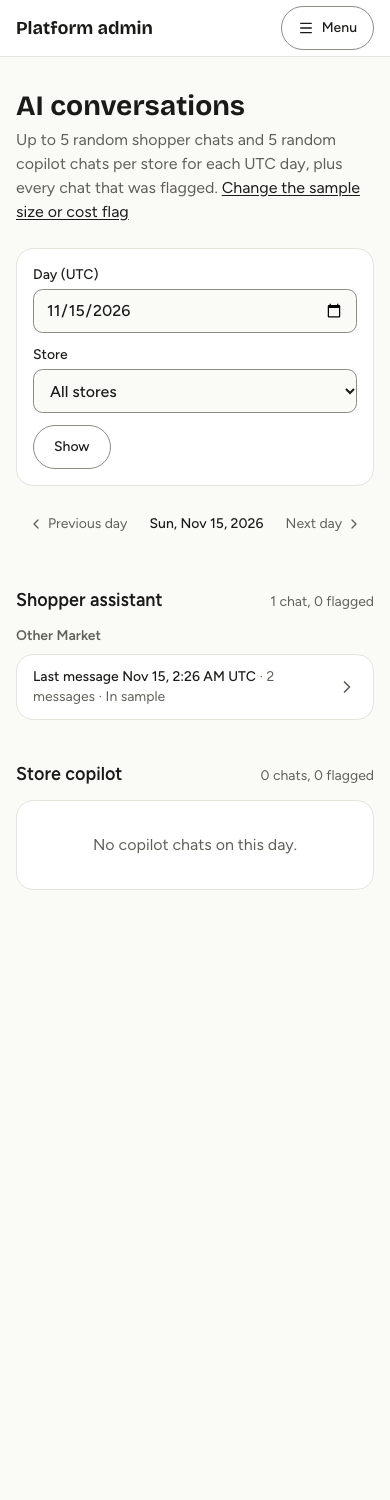 Platform admin
Menu
AI conversations
Up to 5 random shopper chats and 5 random
copilot chats per store for each UTC day, plus
every chat that was flagged. Change the sample
size or cost flag
Day (UTC)
11/15/2026
Store
All stores
Show
Previous day
Sun, Nov 15, 2026
Next day
Shopper assistant
1 chat, 0 flagged
Other Market
Last message Nov 15, 2:26 AM UTC · 2
messages · In sample
Store copilot
0 chats, 0 flagged
No copilot chats on this day.